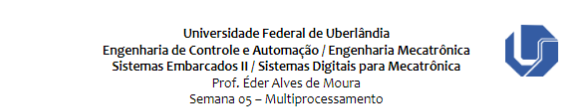 Universidade Federal de Uberlândia
Engenharia de Controle e Automação / Engenharia Mecatrônica
Sistemas Embarcados II / Sistemas Digitais para Mecatrônica
Prof. Éder Alves de Moura
Semana 05 – Multiprocessamento